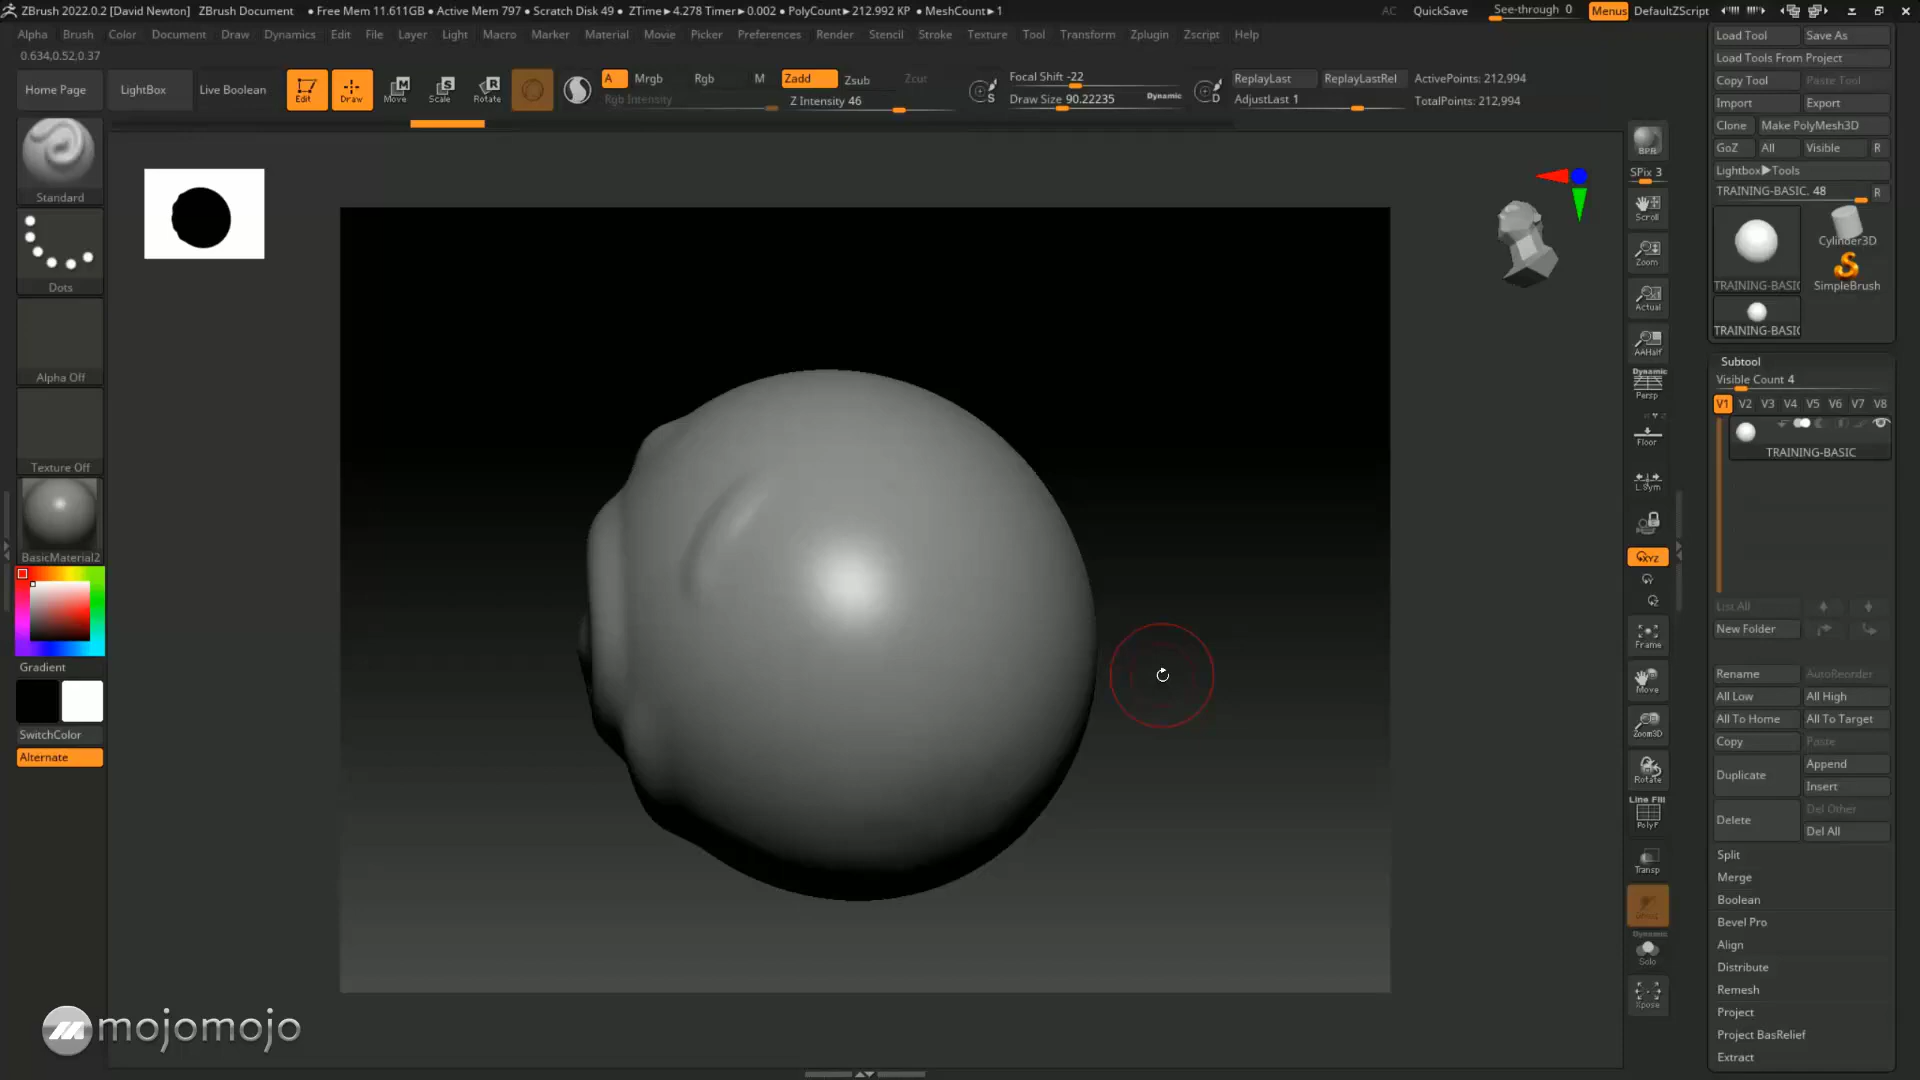 ZBrush 2022.0.2 [David Newton] ZBrush Document • Free Mem 11.611GB • Active Mem 797 • Scratch Disk 49 • ZTime▶4.278 Timer▶0.002 • PolyCount▶212.992 KP • MeshCount▶1 AC QuickSave See-through 0 Menus DefaultZScript
Alpha Brush Color Document Draw Dynamics Edit File Layer Light Macro Marker Material Movie Picker Preferences Render Stencil Stroke Texture Tool Transform Zplugin Zscript Help
0.634,0.52,0.37
Home Page LightBox Live Boolean Edit Draw Move Scale Rotate
M S R
A Mrgb Rgb M Zadd Zsub Zcut
Rgb Intensity Z Intensity 46
S Focal Shift -22
Draw Size 90.22235 Dynamic
D ReplayLast ReplayLastRel ActivePoints: 212,994
AdjustLast 1 TotalPoints: 212,994
Standard
Dots
Alpha Off
Texture Off
BasicMaterial2
Gradient
SwitchColor
Alternate
mojomojo
BPR
SPix 3
Scroll
Zoom
Actual
AAHalf
Dynamic
Persp
Floor
L.Sym
XYZ
Y
Z
Frame
Move
Zoom3D
Rotate
Line Fill
PolyF
Transp
Dynamic
Solo
Xpose
Load Tool Save As
Load Tools From Project
Copy Tool Paste Tool
Import Export
Clone Make PolyMesh3D
GoZ All Visible R
Lightbox▶Tools
TRAINING-BASIC. 48 R
Cylinder3D
TRAINING-BASIC SimpleBrush
TRAINING-BASIC
Subtool
Visible Count 4
V1 V2 V3 V4 V5 V6 V7 V8
TRAINING-BASIC
List All
New Folder
Rename AutoReorder
All Low All High
All To Home All To Target
Copy Paste
Duplicate Append
Insert
Delete Del Other
Del All
Split
Merge
Boolean
Bevel Pro
Align
Distribute
Remesh
Project
Project BasRelief
Extract